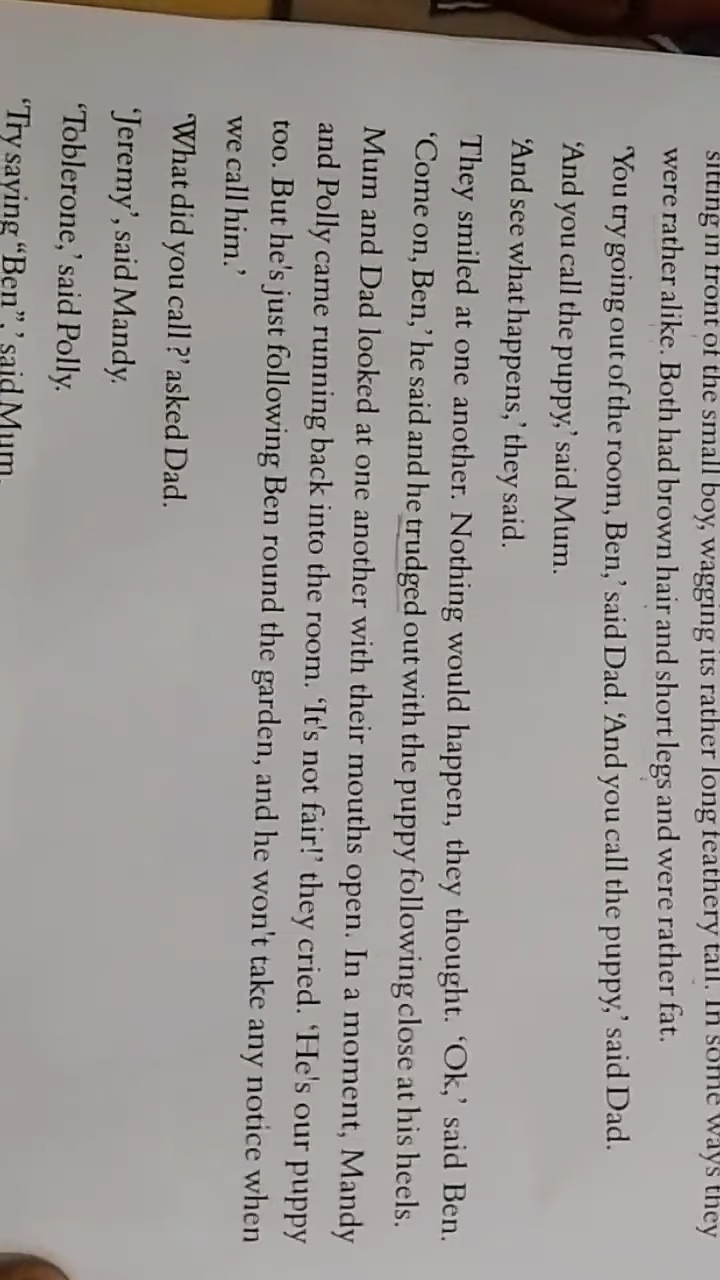 sitting in front of the small boy, wagging its rather long feathery tail. In some ways they
were rather alike. Both had brown hair and short legs and were rather fat.
‘You try going out of the room, Ben,’ said Dad. ‘And you call the puppy,’ said Dad.
‘And you call the puppy,’ said Mum.
‘And see what happens,’ they said.
They smiled at one another. Nothing would happen, they thought. ‘Ok,’ said Ben.
‘Come on, Ben,’ he said and he trudged out with the puppy following close at his heels.
Mum and Dad looked at one another with their mouths open. In a moment, Mandy
and Polly came running back into the room. ‘It's not fair!’ they cried. ‘He's our puppy
too. But he's just following Ben round the garden, and he won't take any notice when
we call him.’
‘What did you call ?’ asked Dad.
‘Jeremy’, said Mandy.
‘Toblerone,’ said Polly.
‘Try saying “Ben”,’ said Mum.